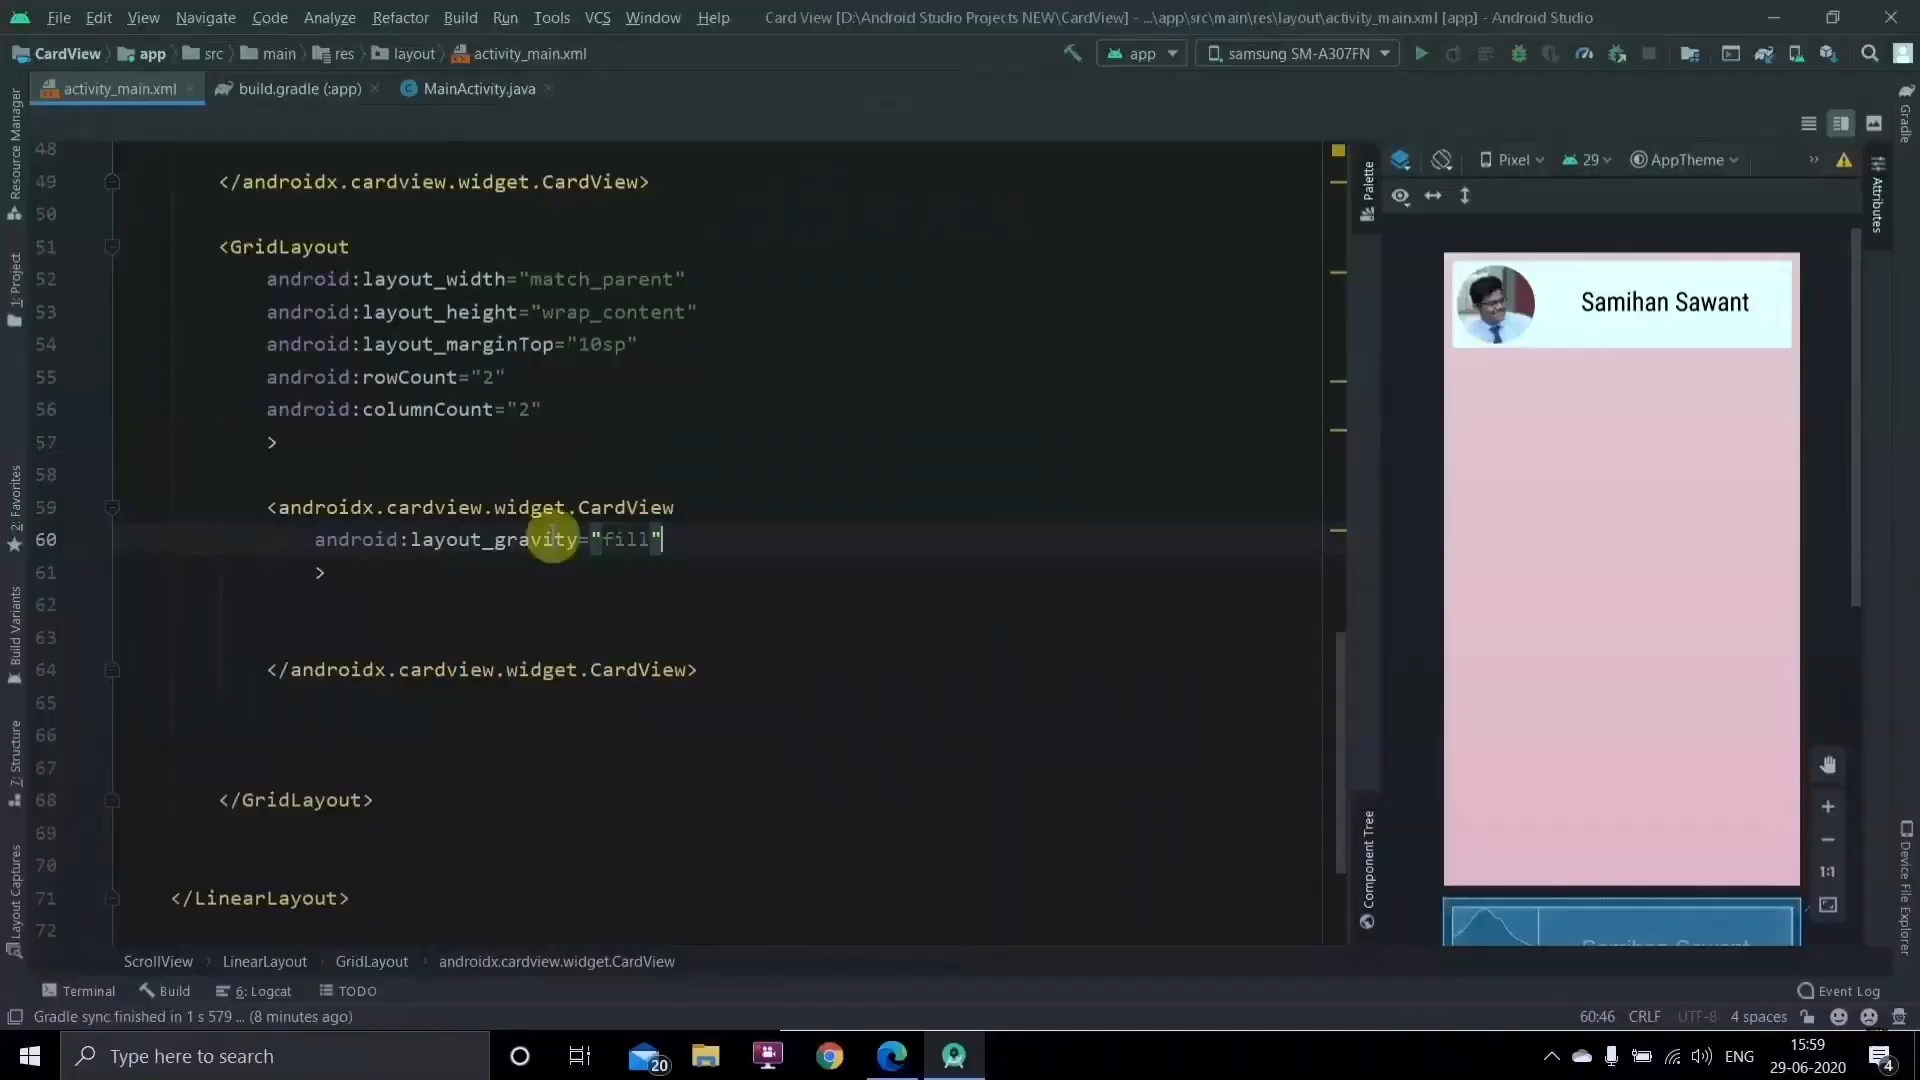 File Edit View Navigate Code Analyze Refactor Build Run Tools VCS Window Help Card View [D:\Android Studio Projects NEW\CardView] - ...\app\src\main\res\layout\activity_main.xml [app] - Android Studio
CardView app src main res layout activity_main.xml app samsung SM-A307FN
activity_main.xml build.gradle (:app) MainActivity.java
Resource Manager
1: Project
2: Favorites
Build Variants
7: Structure
Layout Captures
48
49 </androidx.cardview.widget.CardView>
50
51 <GridLayout
52 android:layout_width="match_parent"
53 android:layout_height="wrap_content"
54 android:layout_marginTop="10sp"
55 android:rowCount="2"
56 android:columnCount="2"
57 >
58
59 <androidx.cardview.widget.CardView
60 android:layout_gravity="fill"
61 >
62
63
64 </androidx.cardview.widget.CardView>
65
66
67
68 </GridLayout>
69
70
71 </LinearLayout>
72
Palette
Component Tree
Pixel 29 AppTheme
Samihan Sawant
Samihan Sawant
1:1
Gradle
Attributes
Device File Explorer
ScrollView LinearLayout GridLayout androidx.cardview.widget.CardView
Terminal Build 6: Logcat TODO Event Log
Gradle sync finished in 1 s 579 ... (8 minutes ago) 60:46 CRLF UTF-8 4 spaces
Type here to search 20 ENG 15:59
29-06-2020 4